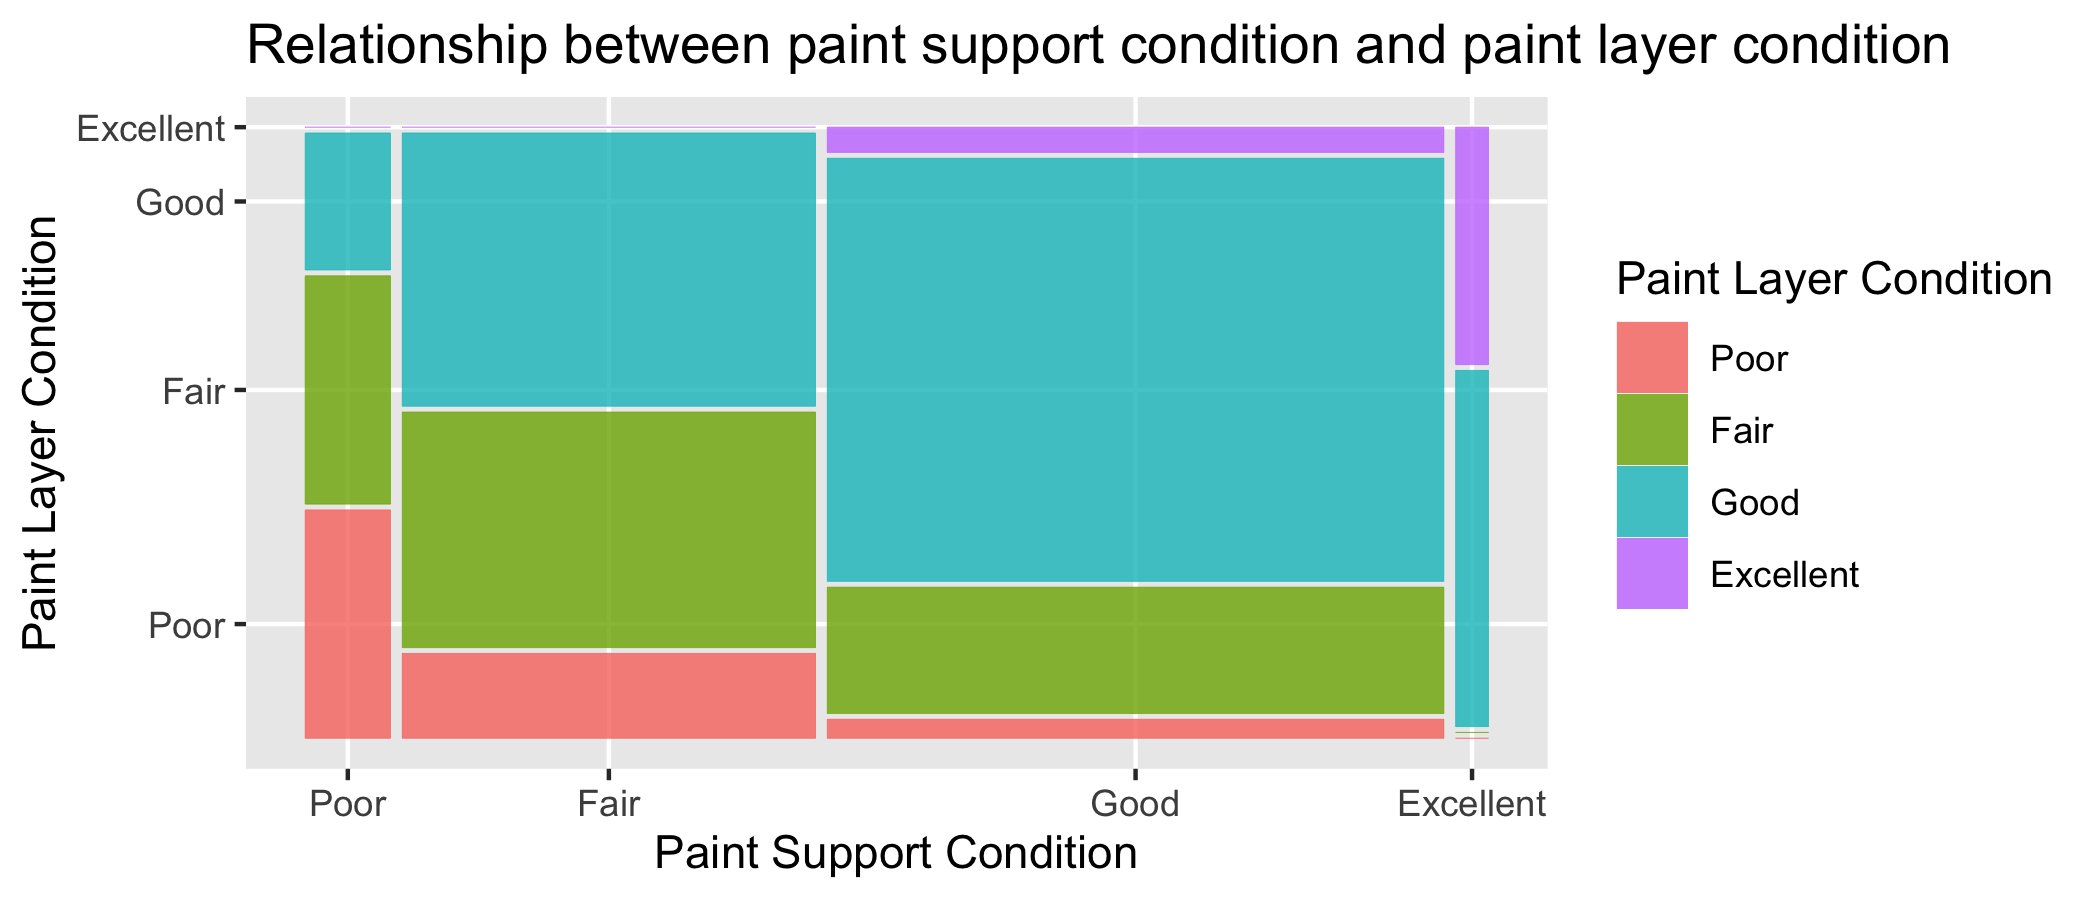 Relationship between paint support condition and paint layer condition
Paint Layer Condition
Excellent
Good
Fair
Poor
Poor
Fair
Good
Excellent
Paint Support Condition
Paint Layer Condition
Poor
Fair
Good
Excellent